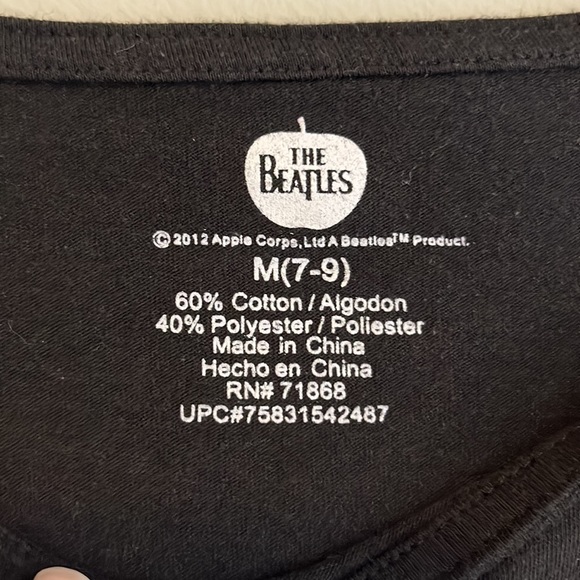 THE
BEATLES
© 2012 Apple Corps, Ltd A Beatles™ Product.
M(7-9)
60% Cotton / Algodon
40% Polyester / Poliester
Made in China
Hecho en China
RN# 71868
UPC#75831542487